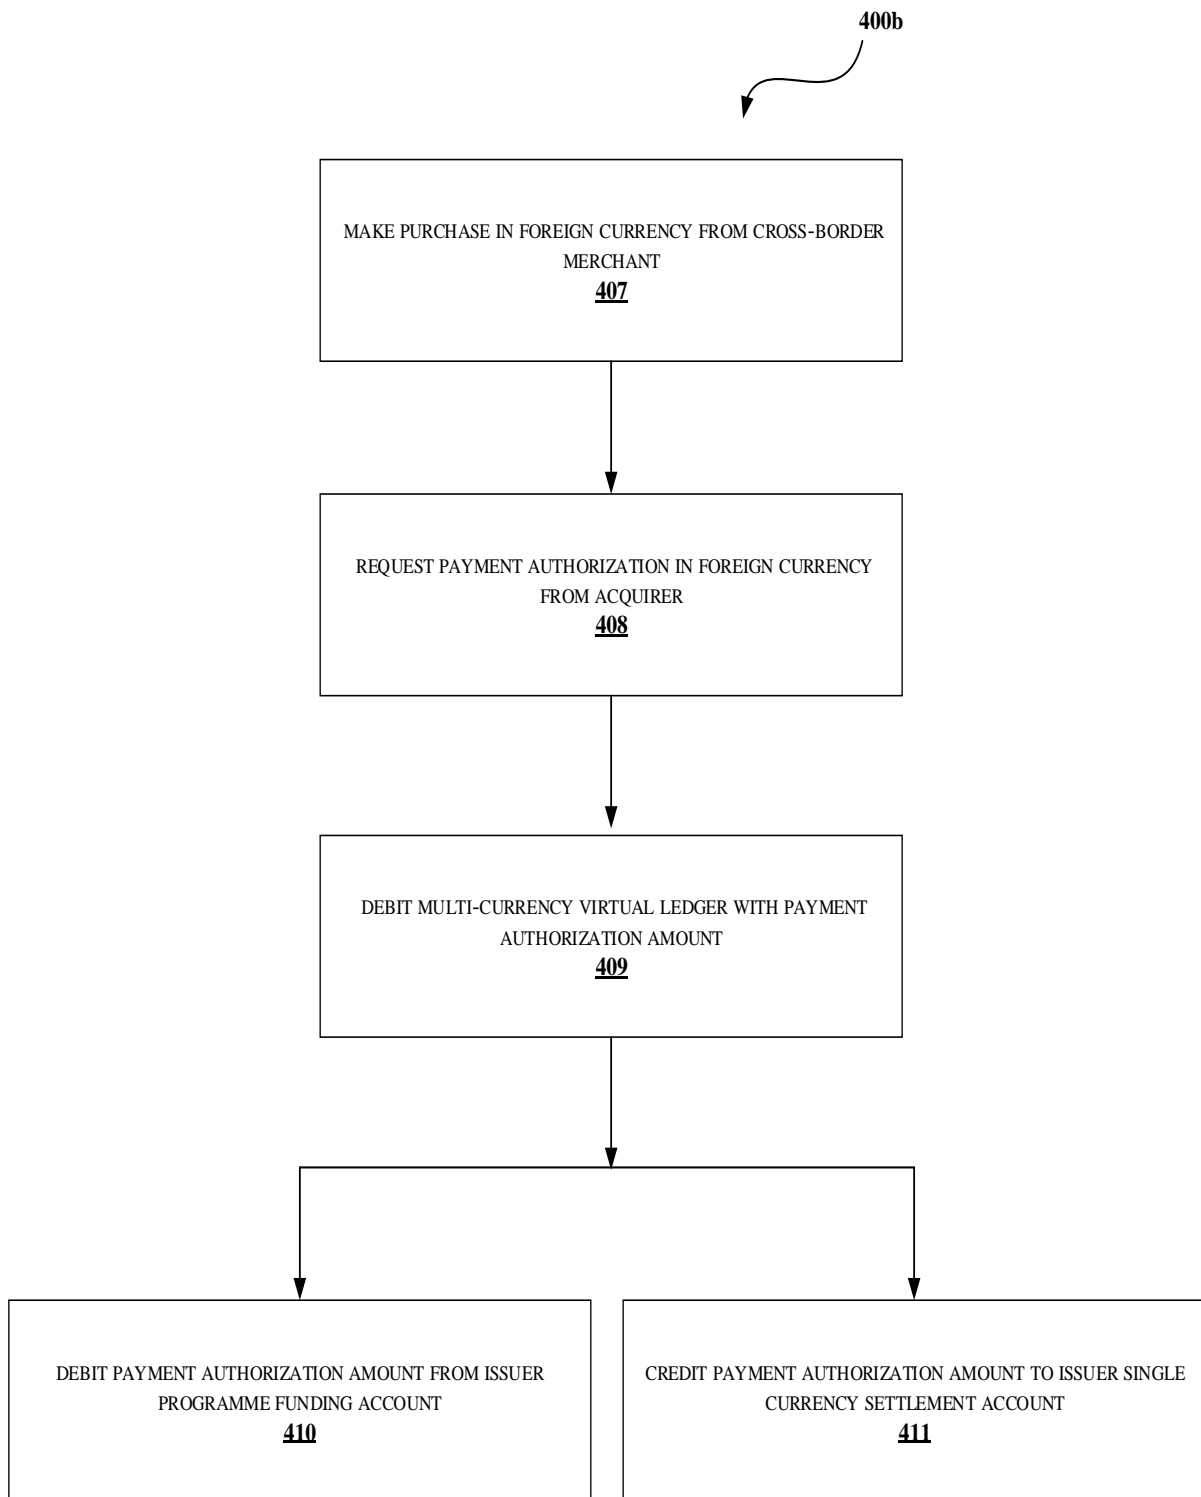 400b
MAKE PURCHASE IN FOREIGN CURRENCY FROM CROSS-BORDER
MERCHANT
407
REQUEST PAYMENT AUTHORIZATION IN FOREIGN CURRENCY
FROM ACQUIRER
408
DEBIT MULTI-CURRENCY VIRTUAL LEDGER WITH PAYMENT
AUTHORIZATION AMOUNT
409
DEBIT PAYMENT AUTHORIZATION AMOUNT FROM ISSUER
PROGRAMME FUNDING ACCOUNT
410
CREDIT PAYMENT AUTHORIZATION AMOUNT TO ISSUER SINGLE
CURRENCY SETTLEMENT ACCOUNT
411